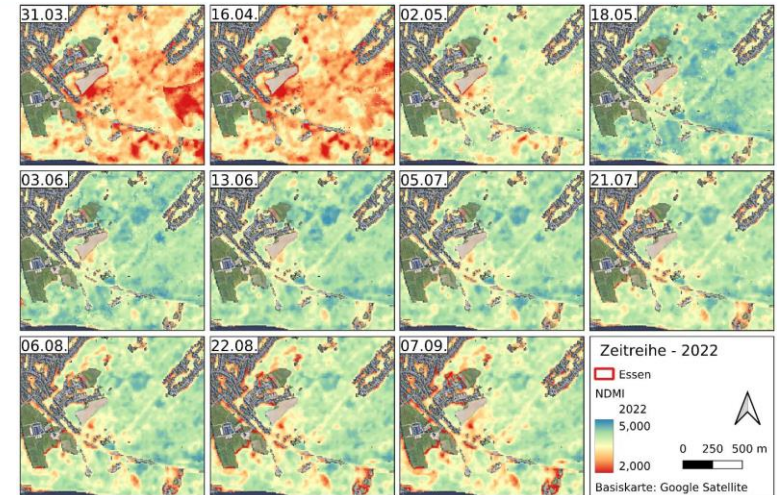 31.03.
16.04.
02.05.
18.05.
03.06.
13.06.
05.07.
21.07.
06.08.
22.08.
07.09.
Zeitreihe - 2022
Essen
NDMI
2022
5,000
2,000
0 250 500 m
Basiskarte: Google Satellite